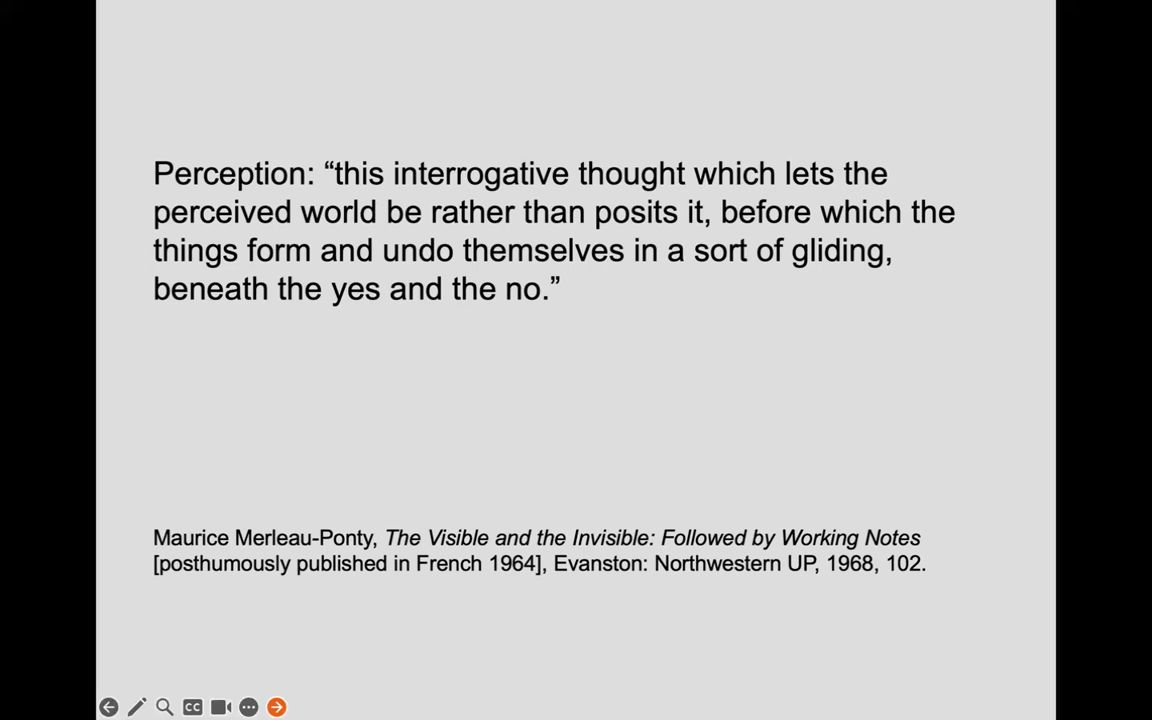 Perception: “this interrogative thought which lets the
perceived world be rather than posits it, before which the
things form and undo themselves in a sort of gliding,
beneath the yes and the no.”
Maurice Merleau-Ponty, The Visible and the Invisible: Followed by Working Notes
[posthumously published in French 1964], Evanston: Northwestern UP, 1968, 102.
CC